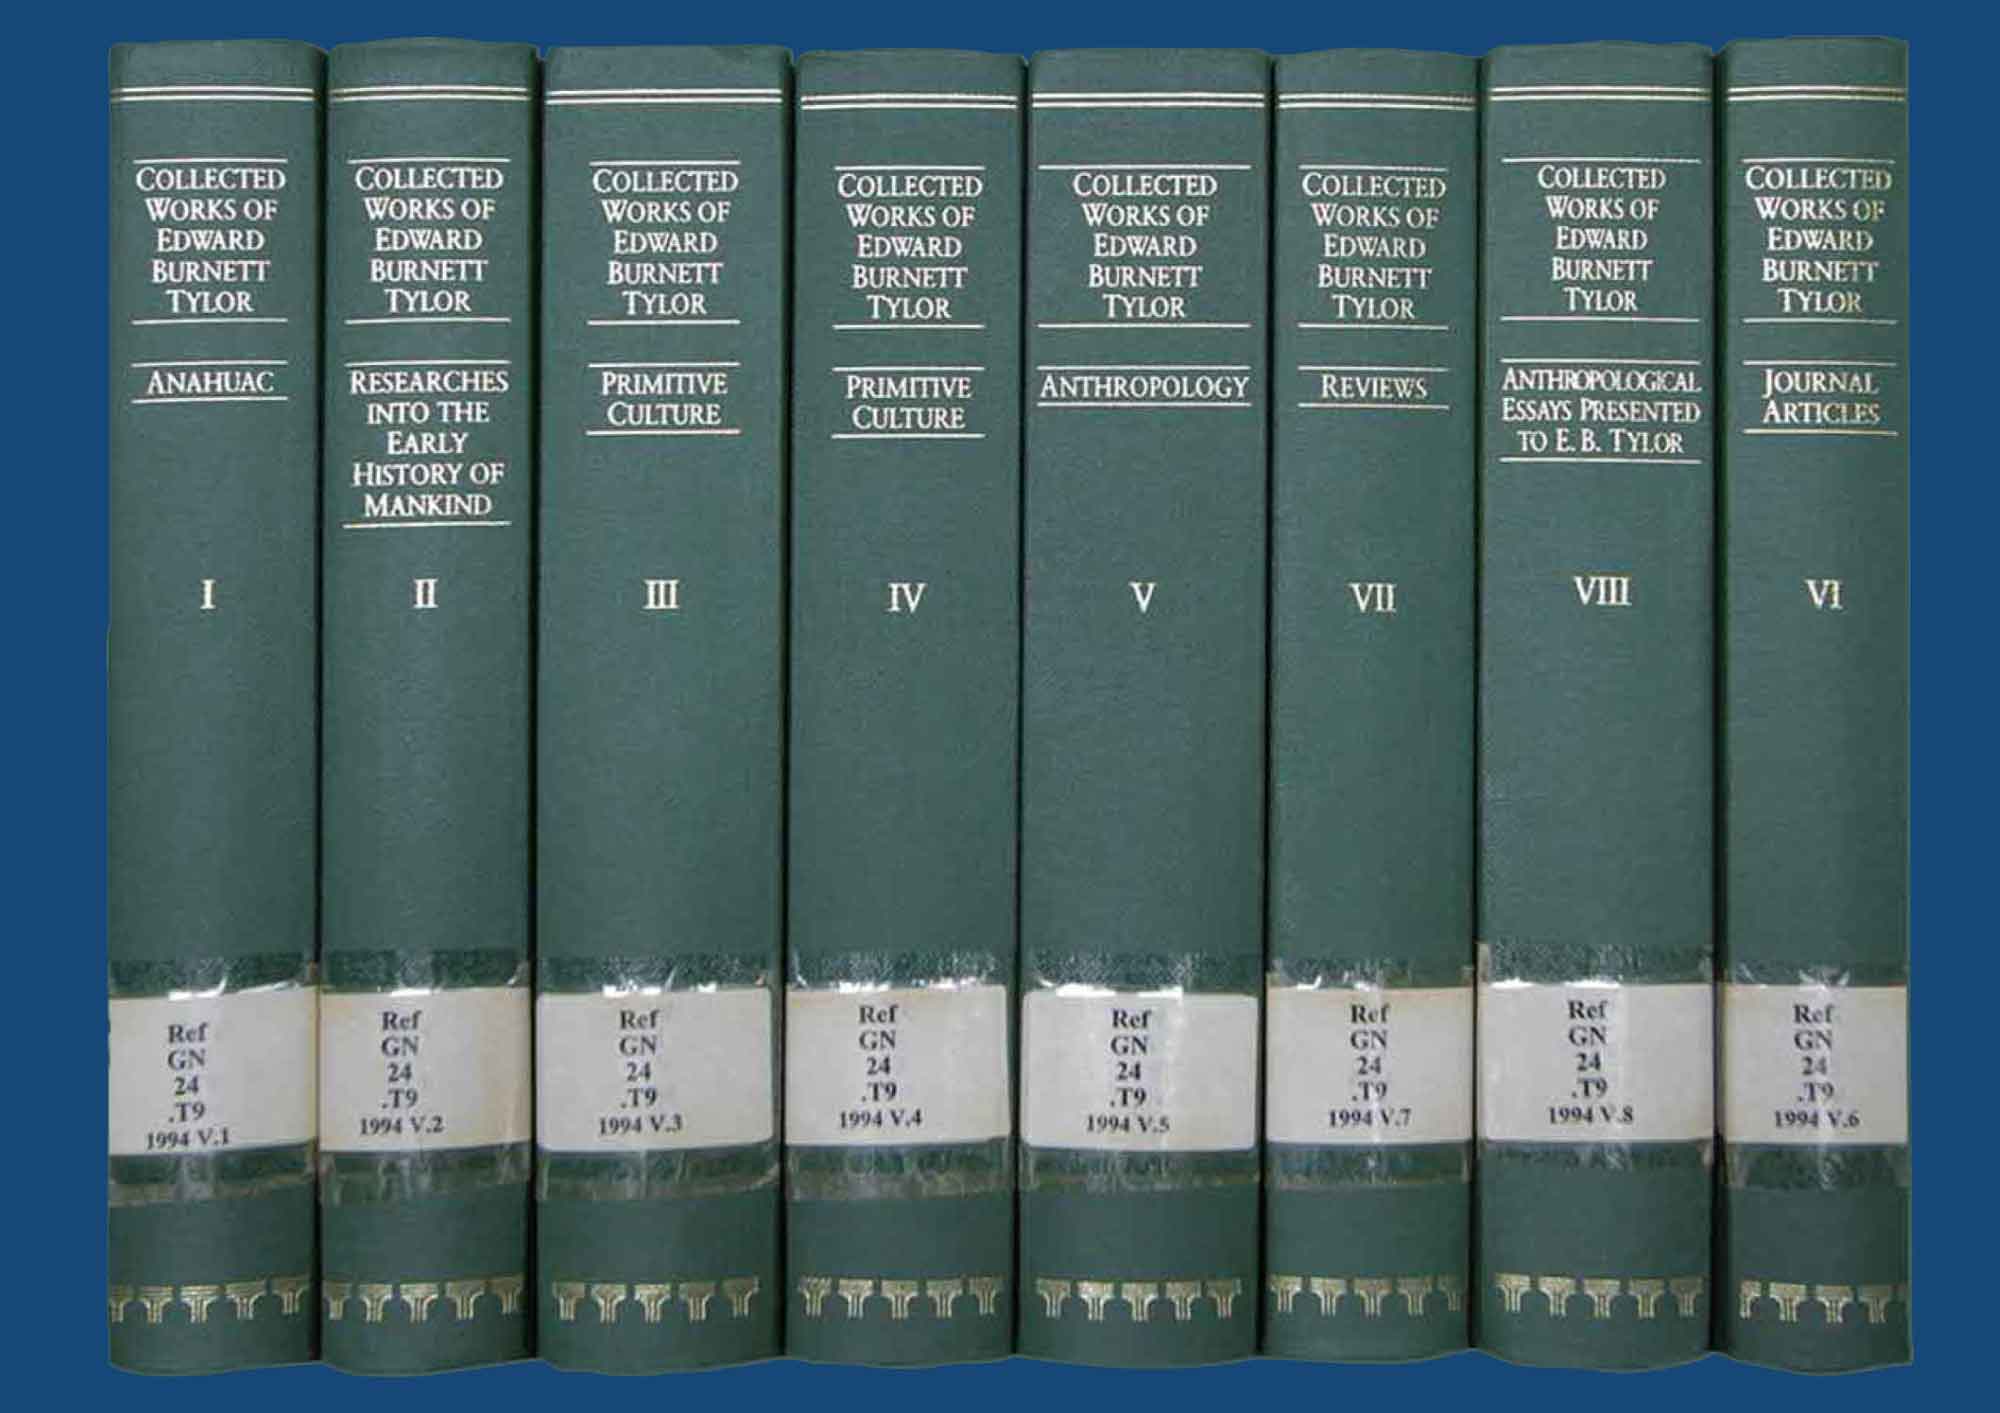 COLLECTED
WORKS OF
EDWARD
BURNETT
TYLOR
ANAHUAC
I
Ref
GN
24
.T9
1994 V.1
COLLECTED
WORKS OF
EDWARD
BURNETT
TYLOR
RESEARCHES
INTO THE
EARLY
HISTORY OF
MANKIND
II
Ref
GN
24
.T9
1994 V.2
COLLECTED
WORKS OF
EDWARD
BURNETT
TYLOR
PRIMITIVE
CULTURE
III
Ref
GN
24
.T9
1994 V.3
COLLECTED
WORKS OF
EDWARD
BURNETT
TYLOR
PRIMITIVE
CULTURE
IV
Ref
GN
24
.T9
1994 V.4
COLLECTED
WORKS OF
EDWARD
BURNETT
TYLOR
ANTHROPOLOGY
V
Ref
GN
24
.T9
1994 V.5
COLLECTED
WORKS OF
EDWARD
BURNETT
TYLOR
REVIEWS
VII
Ref
GN
24
.T9
1994 V.7
COLLECTED
WORKS OF
EDWARD
BURNETT
TYLOR
ANTHROPOLOGICAL
ESSAYS PRESENTED
TO E. B. TYLOR
VIII
Ref
GN
24
.T9
1994 V.8
COLLECTED
WORKS OF
EDWARD
BURNETT
TYLOR
JOURNAL
ARTICLES
VI
Ref
GN
24
.T9
1994 V.6